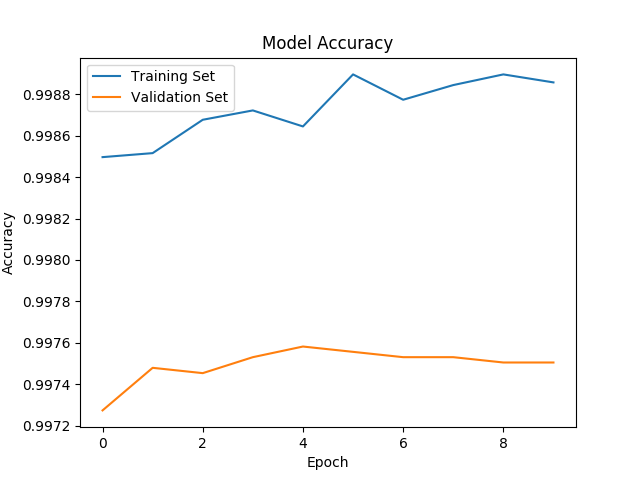 Model Accuracy
Training Set
Validation Set
0.9988
0.9986
0.9984
0.9982
0.9980
0.9978
0.9976
0.9974
0.9972
Accuracy
0 2 4 6 8
Epoch